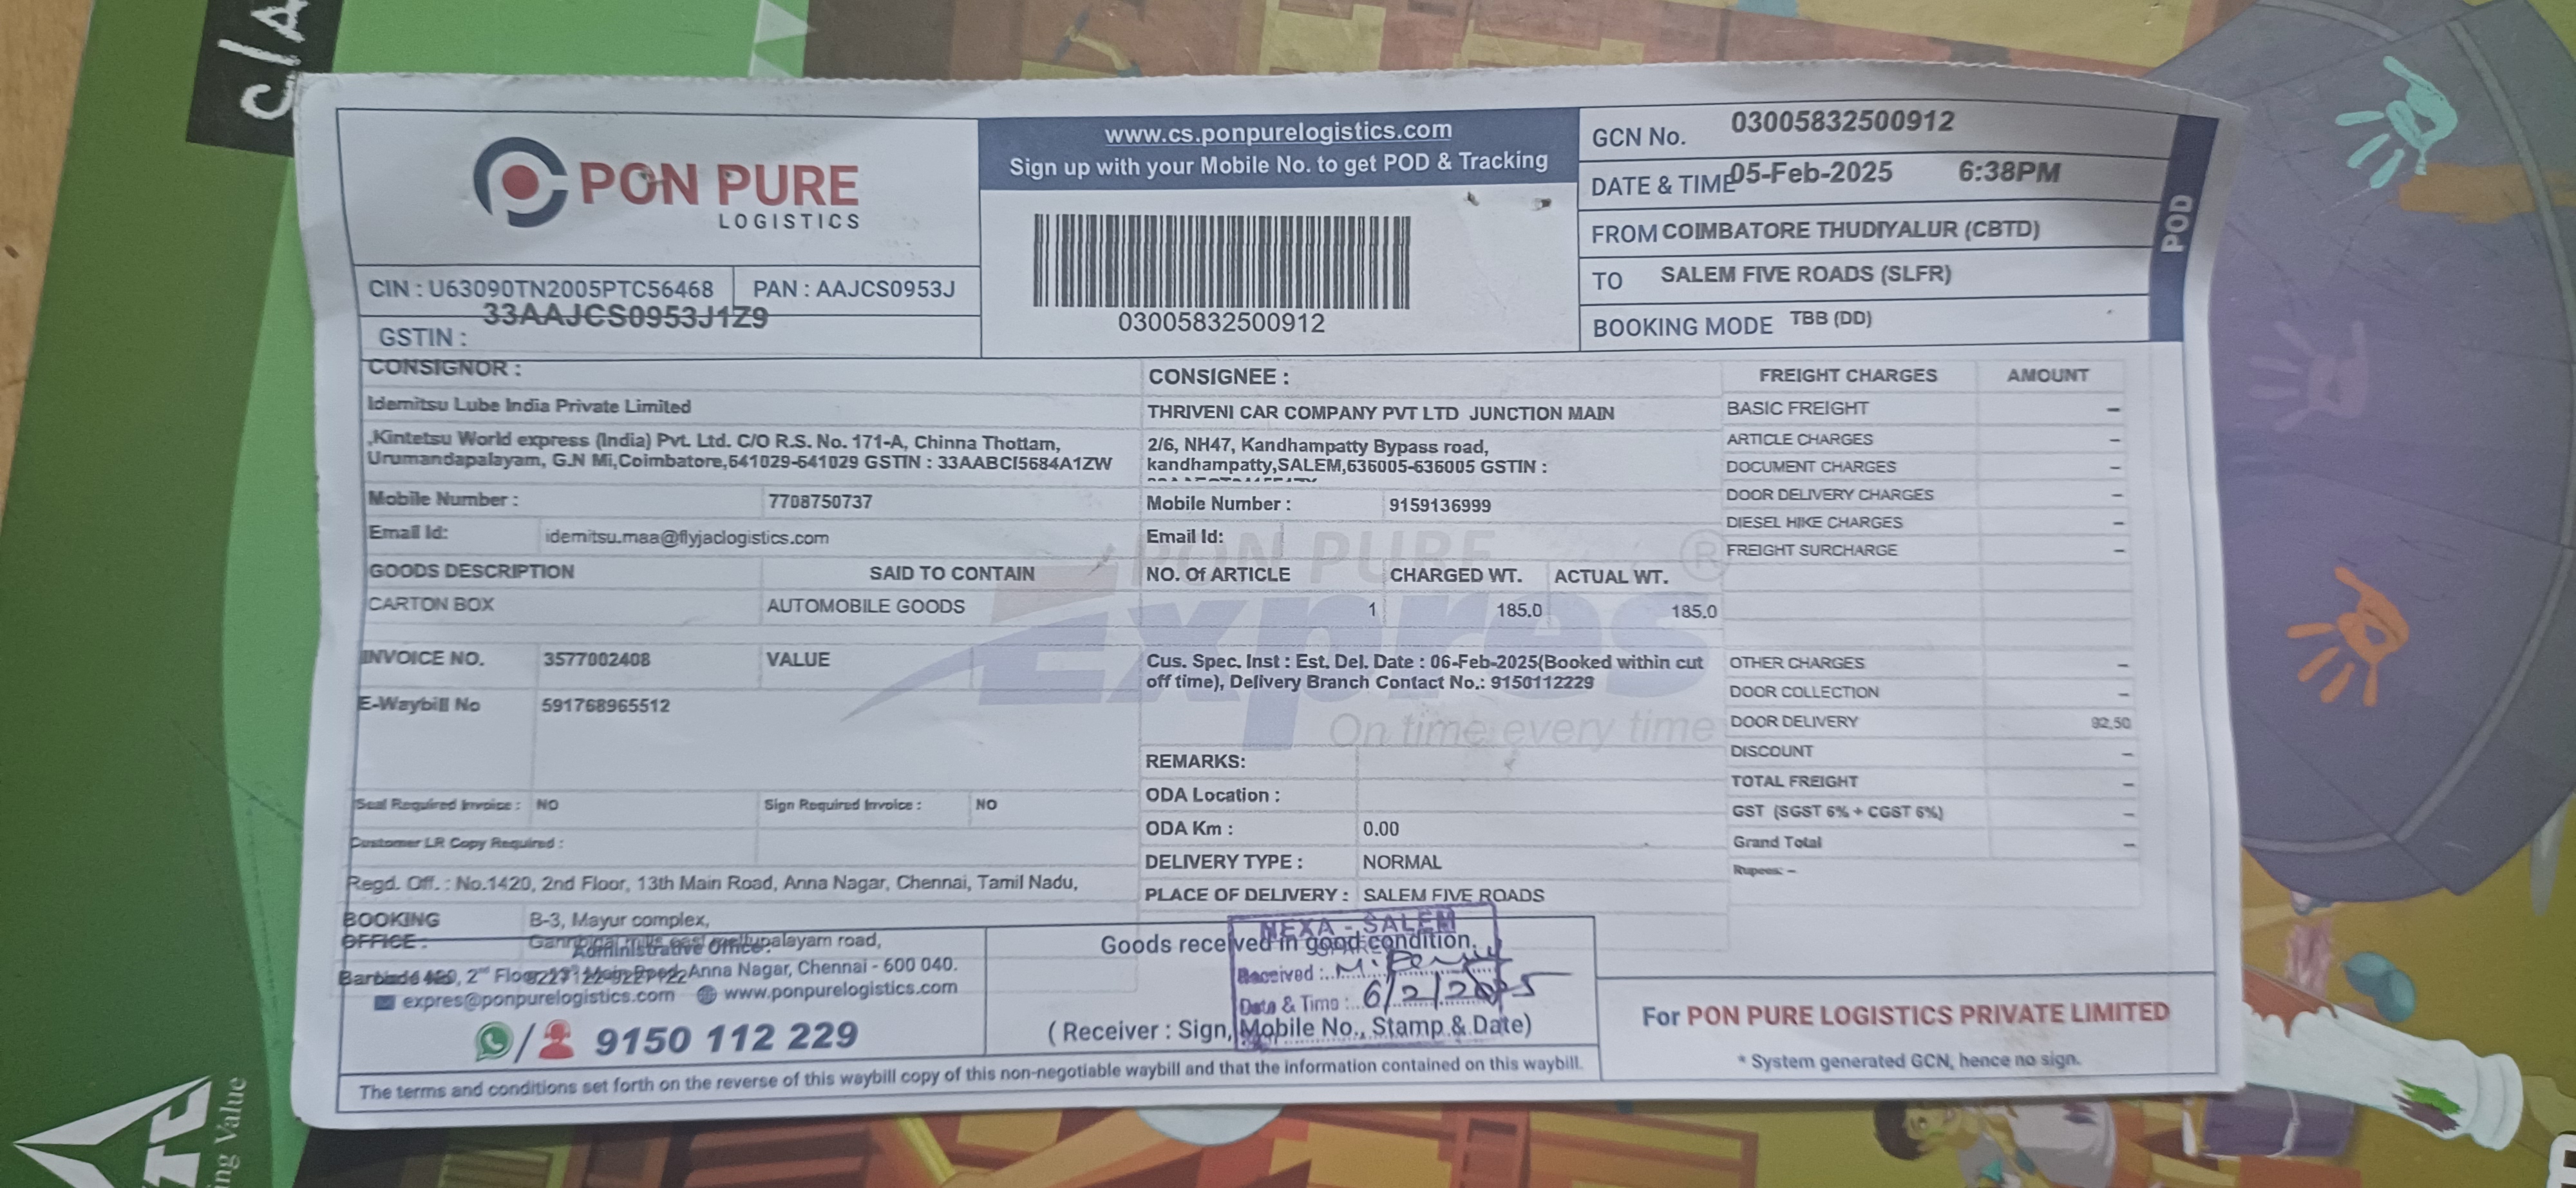 C/A
PON PURE
LOGISTICS
www.cs.ponpurelogistics.com
Sign up with your Mobile No. to get POD & Tracking
03005832500912
GCN No. 03005832500912
DATE & TIME 05-Feb-2025 6:38PM
FROM COIMBATORE THUDIYALUR (CBTD)
TO SALEM FIVE ROADS (SLFR)
BOOKING MODE TBB (DD)
POD
CIN : U63090TN2005PTC56468 PAN : AAJCS0953J
33AAJCS0953J1Z9
GSTIN :
CONSIGNOR :
Idemitsu Lube India Private Limited
,Kintetsu World express (India) Pvt. Ltd. C/O R.S. No. 171-A, Chinna Thottam,
Urumandapalayam, G.N Mi,Coimbatore,641029-641029 GSTIN : 33AABCI5684A1ZW
Mobile Number : 7708750737
Email Id: idemitsu.maa@flyjaclogistics.com
GOODS DESCRIPTION SAID TO CONTAIN
CARTON BOX AUTOMOBILE GOODS
INVOICE NO. 3577002408 VALUE
E-Waybill No 591768965512
Seal Required Invoice : NO Sign Required Invoice : NO
Customer LR Copy Required :
Regd. Off. : No.1420, 2nd Floor, 13th Main Road, Anna Nagar, Chennai, Tamil Nadu,
BOOKING B-3, Mayur complex,
OFFICE :
Administrative Office :
palayam road,
2nd Floor Anna Nagar, Chennai - 600 040.
expres@ponpurelogistics.com www.ponpurelogistics.com
/ 9150 112 229
CONSIGNEE :
THRIVENI CAR COMPANY PVT LTD JUNCTION MAIN
2/6, NH47, Kandhampatty Bypass road,
kandhampatty,SALEM,636005-636005 GSTIN :
Mobile Number : 9159136999
Email Id:
NO. Of ARTICLE CHARGED WT. ACTUAL WT.
1 185.0 185.0
PON PURE
Expres ®
On time every time
Cus. Spec. Inst : Est. Del. Date : 06-Feb-2025(Booked within cut
off time), Delivery Branch Contact No.: 9150112229
REMARKS:
ODA Location :
ODA Km : 0.00
DELIVERY TYPE : NORMAL
PLACE OF DELIVERY : SALEM FIVE ROADS
FREIGHT CHARGES AMOUNT
BASIC FREIGHT –
ARTICLE CHARGES –
DOCUMENT CHARGES –
DOOR DELIVERY CHARGES –
DIESEL HIKE CHARGES –
FREIGHT SURCHARGE –
OTHER CHARGES –
DOOR COLLECTION –
DOOR DELIVERY 92.50
DISCOUNT –
TOTAL FREIGHT –
GST (SGST 6% + CGST 6%) –
Grand Total –
Rupees: –
NEXA - SALEM
Goods received in good condition.
Received :
Date & Time : 6/2/2025
( Receiver : Sign, Mobile No., Stamp & Date)
For PON PURE LOGISTICS PRIVATE LIMITED
* System generated GCN, hence no sign.
The terms and conditions set forth on the reverse of this waybill copy of this non-negotiable waybill and that the information contained on this waybill.
ing Value